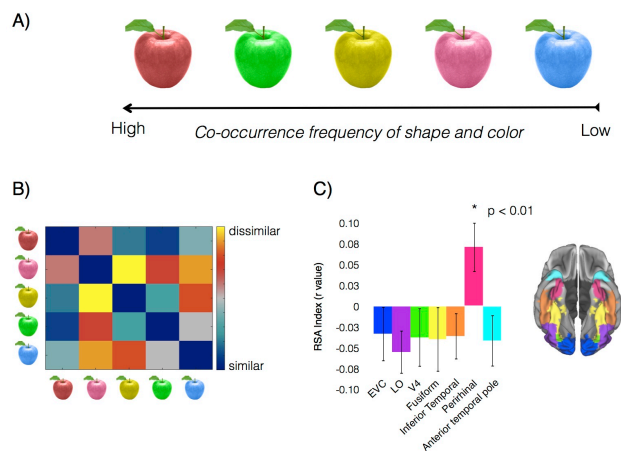 A)
High
Co-occurrence frequency of shape and color
Low
B)
dissimilar
similar
C)
* p < 0.01
RSA Index (r value)
0.10
0.08
0.05
0.03
0
-0.03
-0.05
-0.08
-0.10
EVC
LO
V4
Fusiform
Inferior Temporal
Perirhinal
Anterior temporal pole